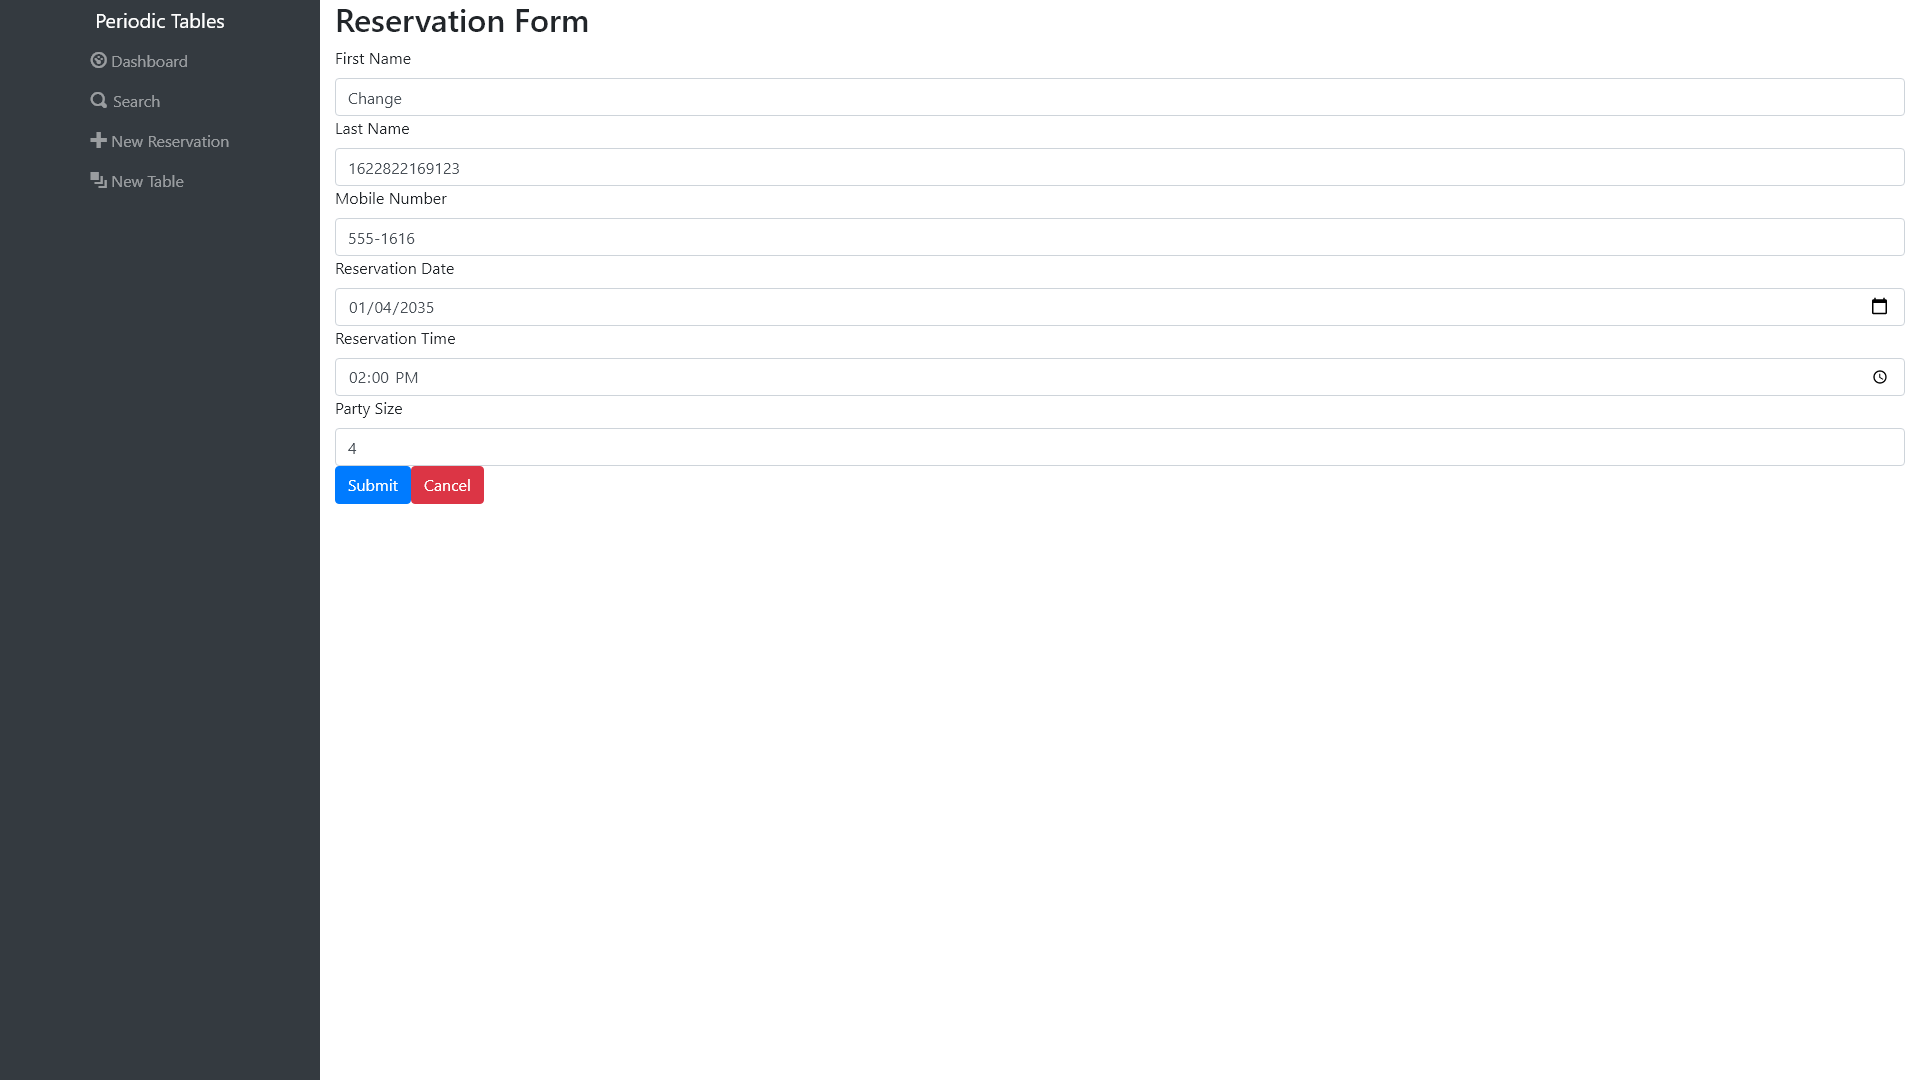 Periodic Tables
Dashboard
Search
New Reservation
New Table
Reservation Form
First Name
Change
Last Name
1622822169123
Mobile Number
555-1616
Reservation Date
01/04/2035
Reservation Time
02:00 PM
Party Size
4
Submit Cancel